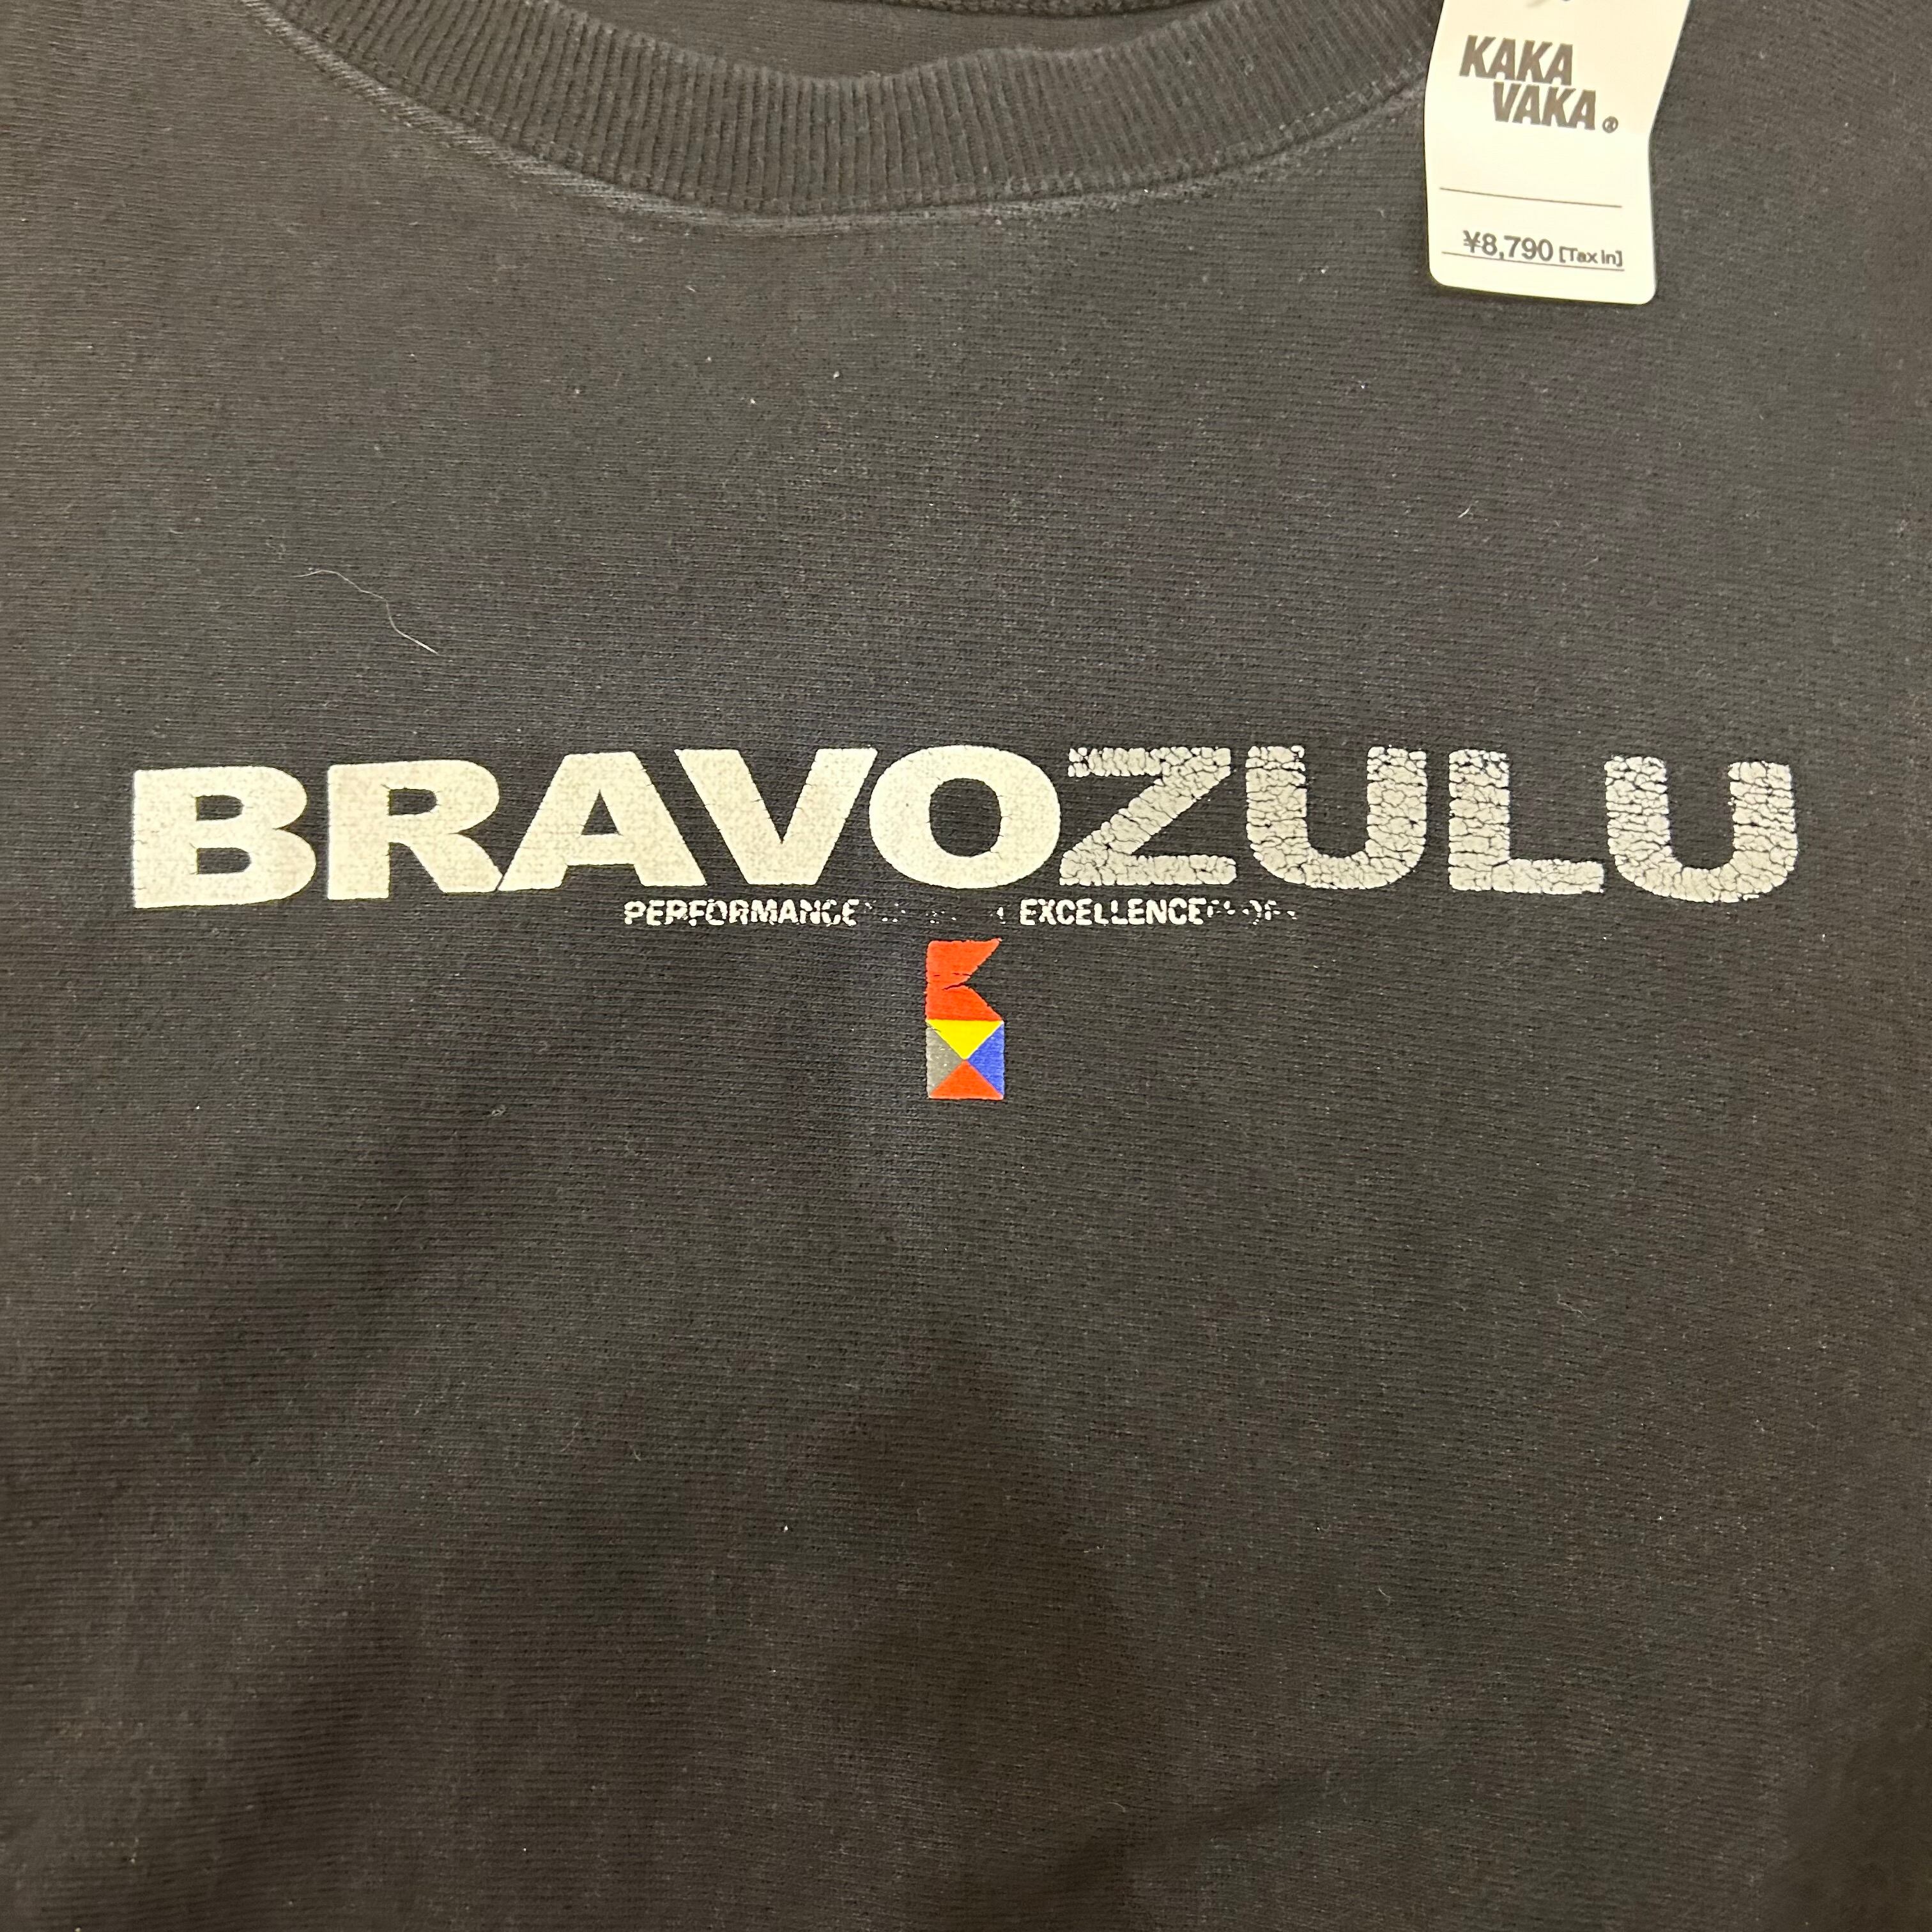 KAKA
VAKA®
¥8,790 [Tax in]
BRAVOZULU
PERFORMANCE EXCELLENCE